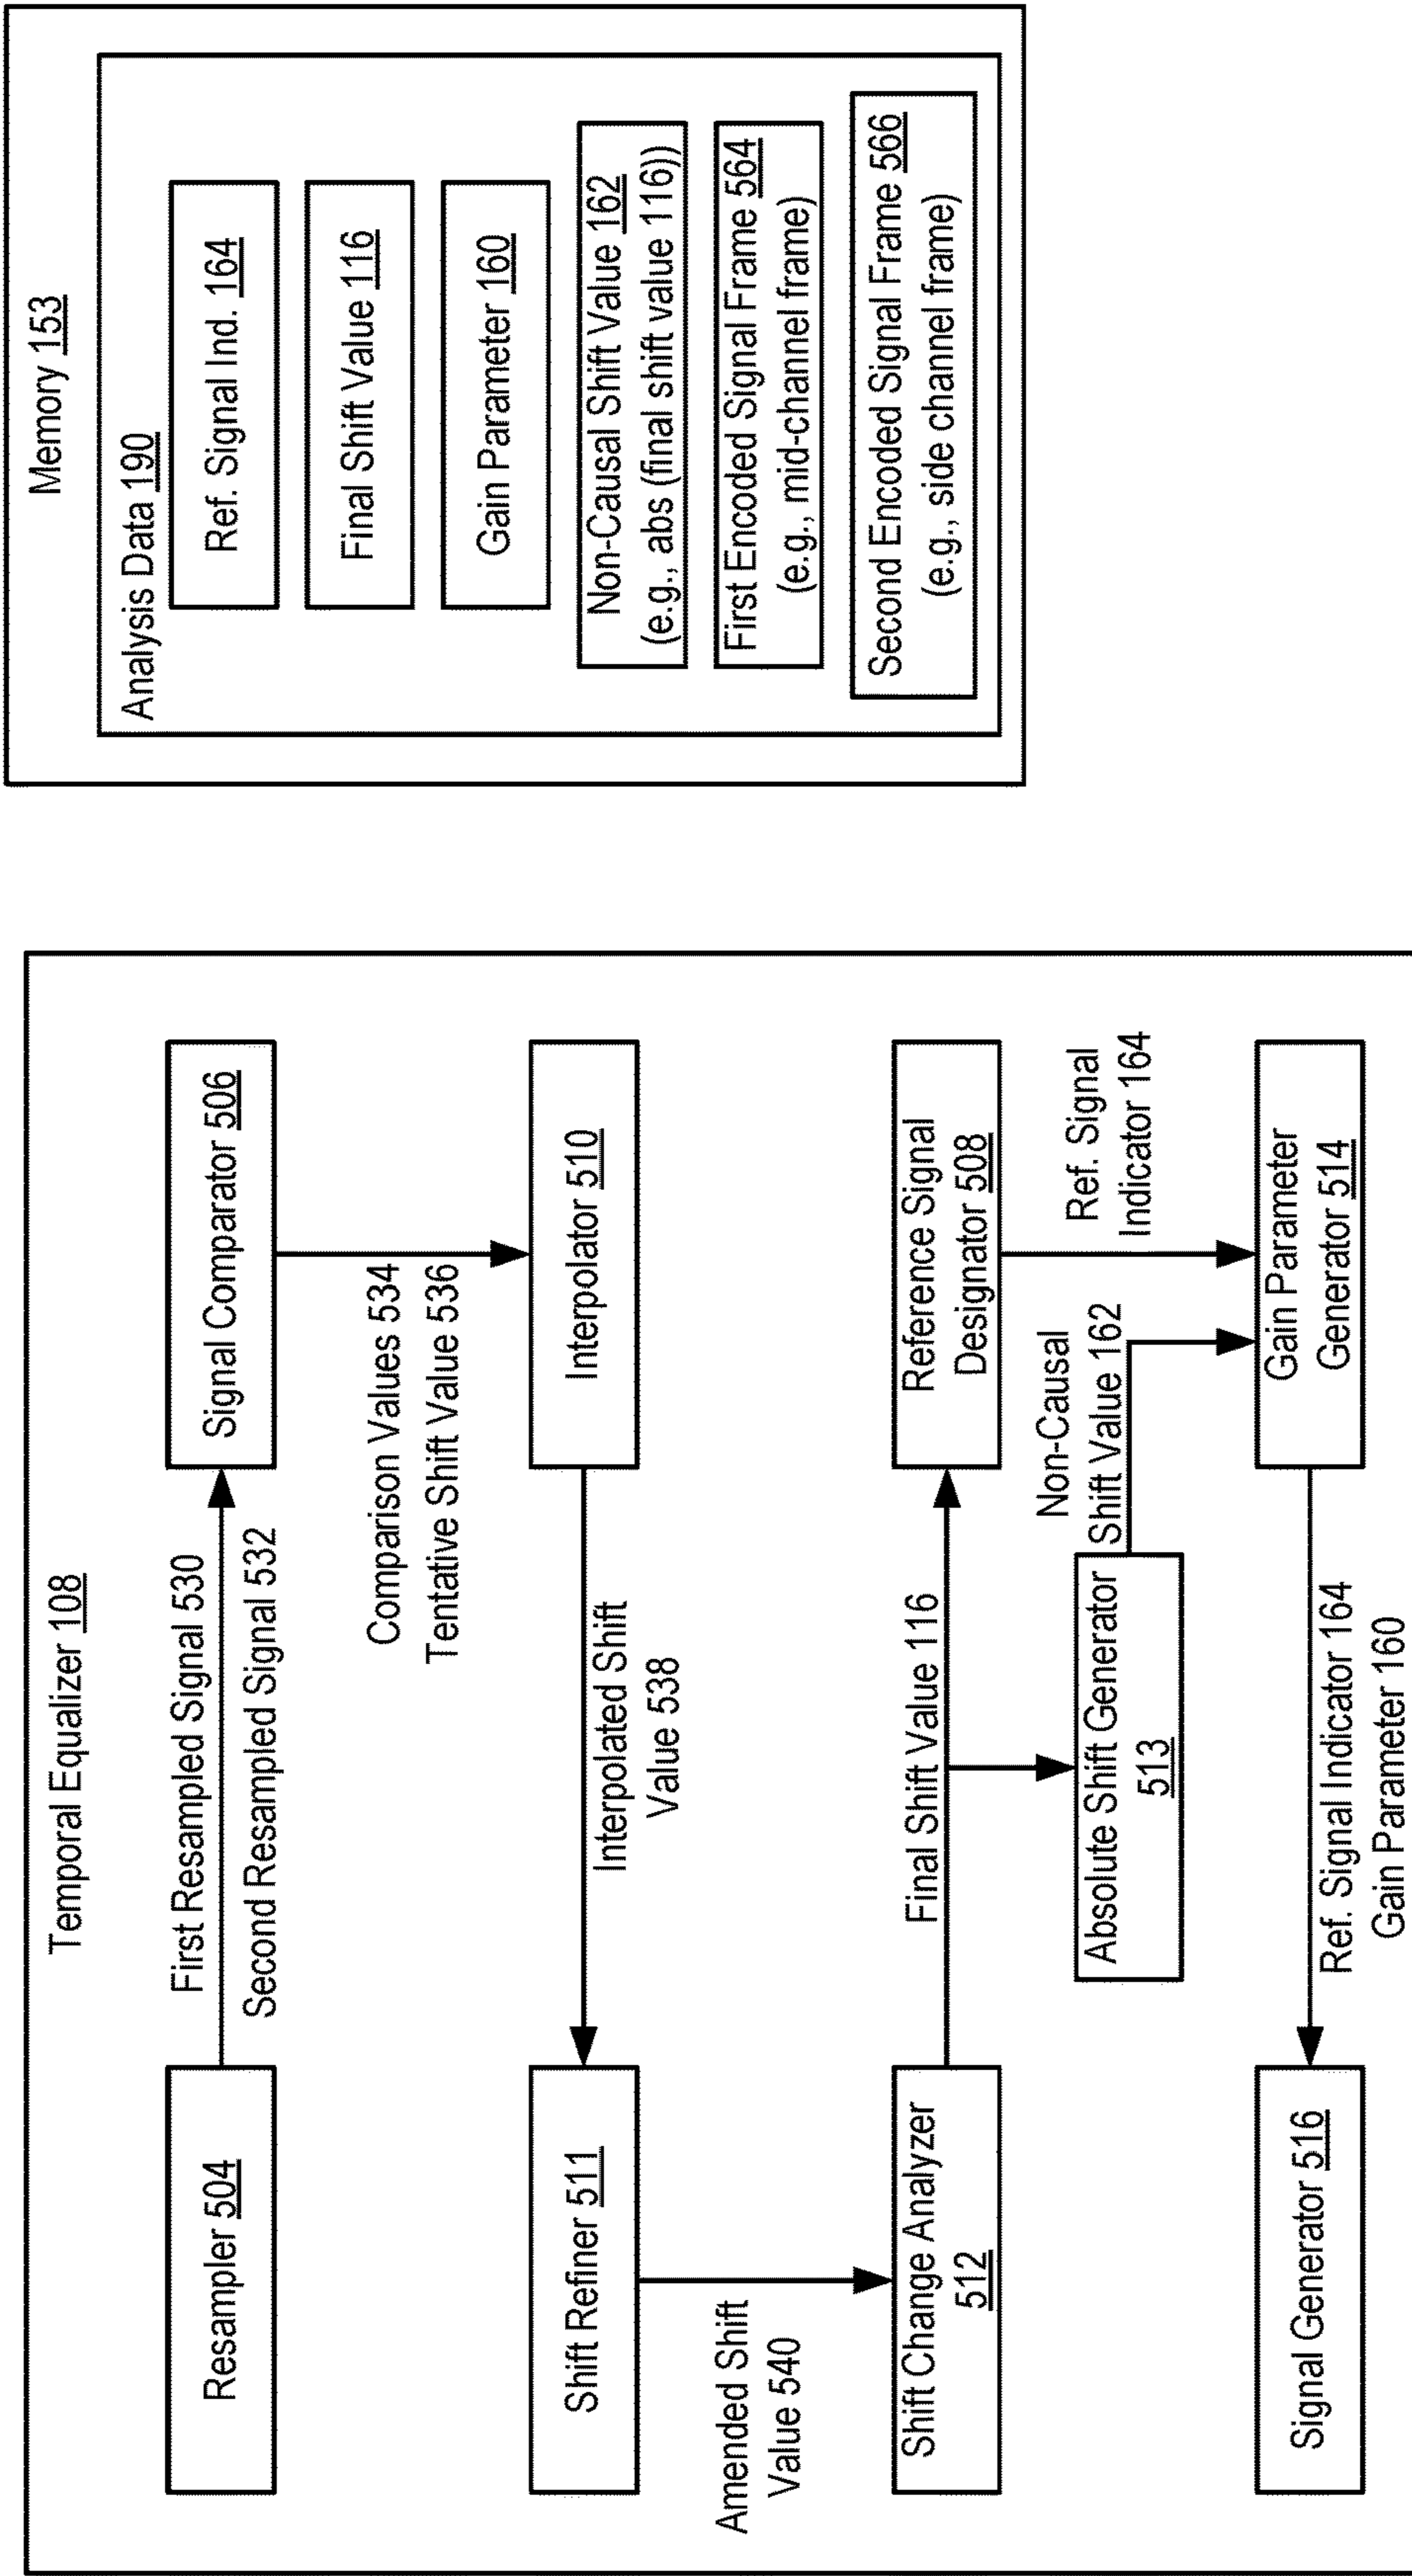 Temporal Equalizer 108
Resampler 504
First Resampled Signal 530
Second Resampled Signal 532
Signal Comparator 506
Comparison Values 534
Tentative Shift Value 536
Shift Refiner 511
Interpolated Shift
Value 538
Interpolator 510
Amended Shift
Value 540
Shift Change Analyzer
512
Final Shift Value 116
Reference Signal
Designator 508
Absolute Shift Generator
513
Non-Causal
Shift Value 162
Ref. Signal
Indicator 164
Signal Generator 516
Ref. Signal Indicator 164
Gain Parameter 160
Gain Parameter
Generator 514
Memory 153
Analysis Data 190
Ref. Signal Ind. 164
Final Shift Value 116
Gain Parameter 160
Non-Causal Shift Value 162
(e.g., abs (final shift value 116))
First Encoded Signal Frame 564
(e.g., mid-channel frame)
Second Encoded Signal Frame 566
(e.g., side channel frame)